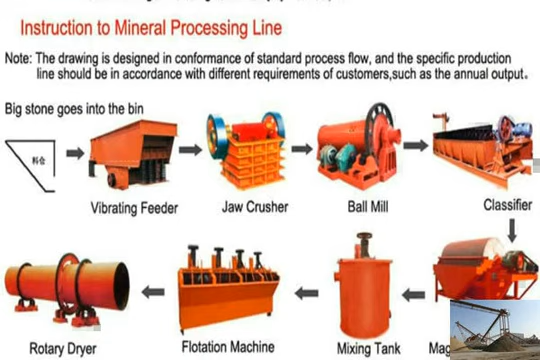 Instruction to Mineral Processing Line
Note: The drawing is designed in conformance of standard process flow, and the specific production
line should be in accordance with different requirements of customers,such as the annual output。
Big stone goes into the bin
料仓
Vibrating Feeder
Jaw Crusher
Ball Mill
Classifier
Rotary Dryer
Flotation Machine
Mixing Tank